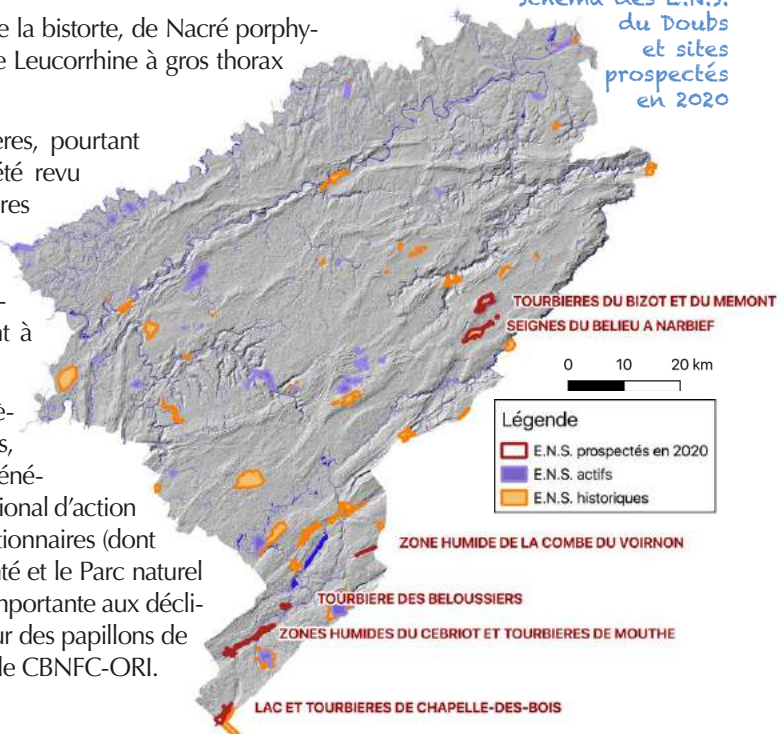 e la bistorte, de Nacré porphy-
e Leucorrhine à gros thorax
res, pourtant
été revu
res
-
t à
è-
s,
éné-
ional d'action
tionnaires (dont
té et le Parc naturel
mportante aux décli-
ur des papillons de
le CBNFC-ORI.
Schéma des E.N.S.
du Doubs
et sites
prospectés
en 2020
TOURBIERES DU BIZOT ET DU MEMONT
SEIGNES DU BELIEU A NARBIEF
0 10 20 km
Légende
E.N.S. prospectés en 2020
E.N.S. actifs
E.N.S. historiques
ZONE HUMIDE DE LA COMBE DU VOIRNON
TOURBIERE DES BELOUSSIERS
ZONES HUMIDES DU CEBRIOT ET TOURBIERES DE MOUTHE
LAC ET TOURBIERES DE CHAPELLE-DES-BOIS